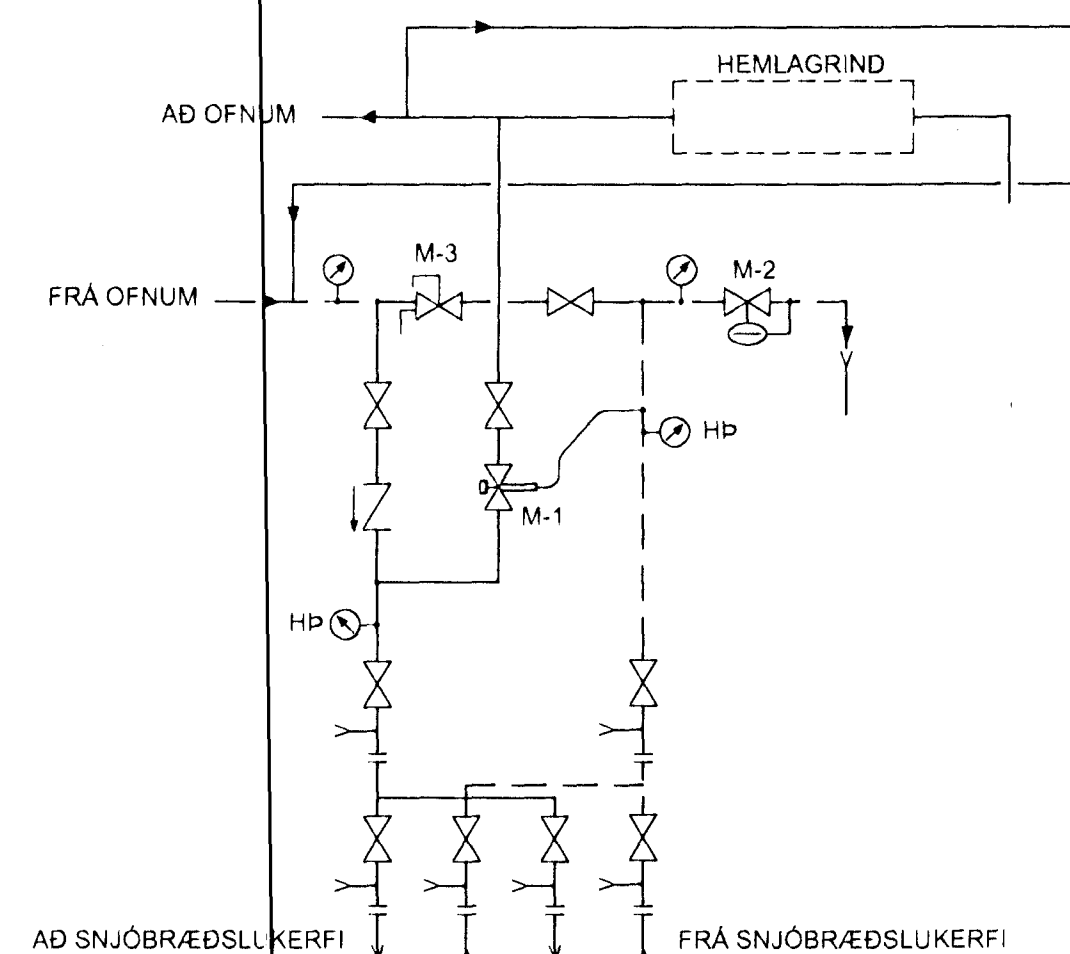 HEMLAGRIND
AÐ OFNUM
M-3
M-2
FRÁ OFNUM
HÞ
M-1
HÞ
AÐ SNJÓBRÆÐSLUKERFI
FRÁ SNJÓBRÆÐSLUKERFI